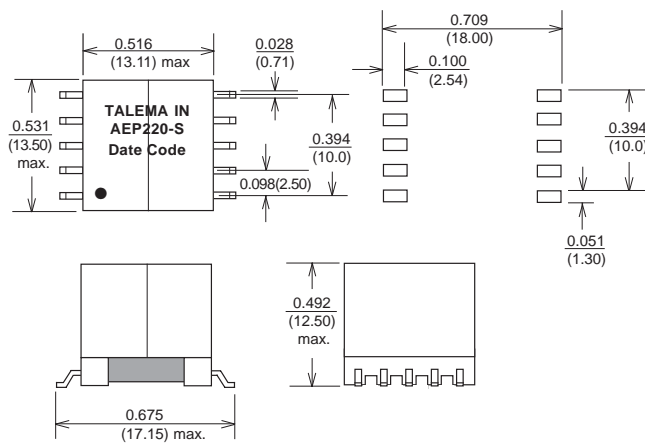 0.516
(13.11) max
0.028
(0.71)
0.709
(18.00)
0.100
(2.54)
0.531
(13.50)
max.
TALEMA IN
AEP220-S
Date Code
0.394
(10.0)
0.098(2.50)
0.394
(10.0)
0.051
(1.30)
0.492
(12.50)
max.
0.675
(17.15) max.